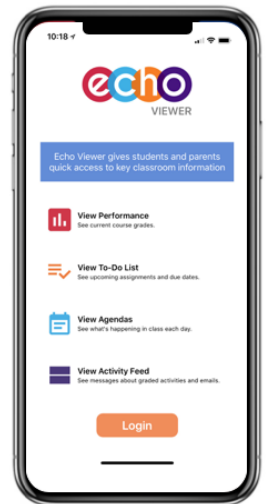 10:18
echo
VIEWER
Echo Viewer gives students and parents
quick access to key classroom information
View Performance
See current course grades.
View To-Do List
See upcoming assignments and due dates.
View Agendas
See what's happening in class each day.
View Activity Feed
See messages about graded activities and emails.
Login